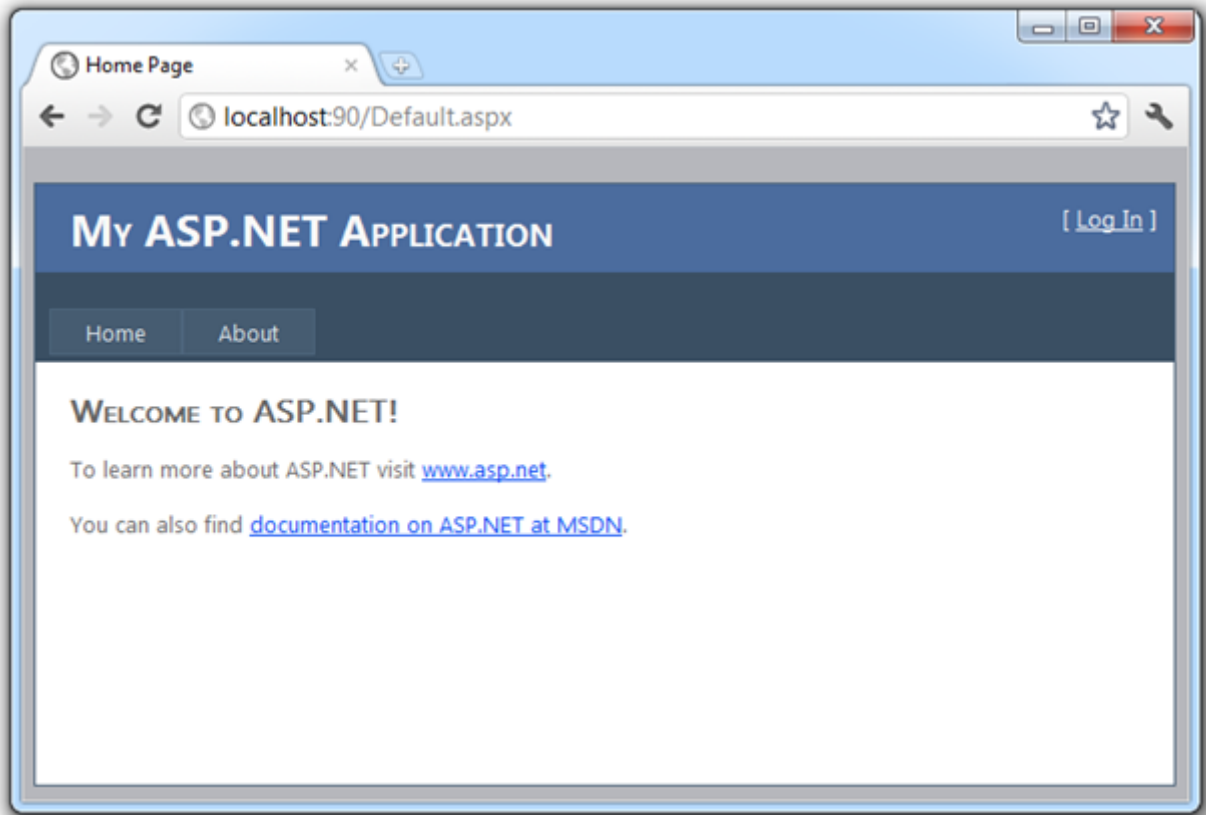 Home Page
localhost:90/Default.aspx
My ASP.NET Application
[ Log In ]
Home
About
Welcome to ASP.NET!
To learn more about ASP.NET visit www.asp.net.
You can also find documentation on ASP.NET at MSDN.